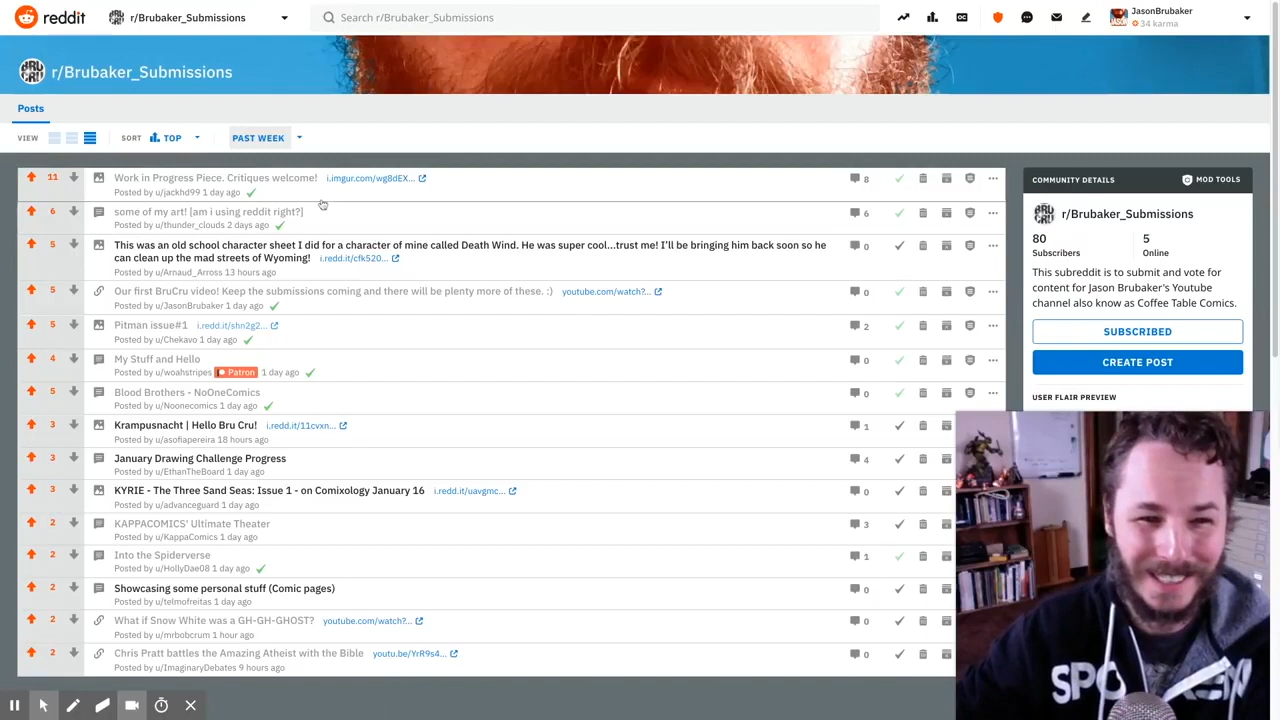 reddit
r/Brubaker_Submissions
Search r/Brubaker_Submissions
JasonBrubaker
34 karma
BRU CRU
r/Brubaker_Submissions
Posts
VIEW SORT TOP PAST WEEK
11 Work in Progress Piece. Critiques welcome! i.imgur.com/wg8dEX... 8
Posted by u/jackhd99 1 day ago
6 some of my art! [am i using reddit right?] 6
Posted by u/thunder_clouds 2 days ago
5 This was an old school character sheet I did for a character of mine called Death Wind. He was super cool...trust me! I'll be bringing him back soon so he 0
can clean up the mad streets of Wyoming! i.redd.it/cfk520...
Posted by u/Arnaud_Arross 13 hours ago
5 Our first BruCru video! Keep the submissions coming and there will be plenty more of these. :) youtube.com/watch?... 0
Posted by u/JasonBrubaker 1 day ago
5 Pitman issue#1 i.redd.it/shn2g2... 2
Posted by u/Chekavo 1 day ago
4 My Stuff and Hello 0
Posted by u/woahstripes Patron 1 day ago
5 Blood Brothers - NoOneComics 0
Posted by u/Noonecomics 1 day ago
3 Krampusnacht | Hello Bru Cru! i.redd.it/11cvxn... 1
Posted by u/asofiapereira 18 hours ago
3 January Drawing Challenge Progress 4
Posted by u/EthanTheBoard 1 day ago
3 KYRIE - The Three Sand Seas: Issue 1 - on Comixology January 16 i.redd.it/uavgmc... 0
Posted by u/advanceguard 1 day ago
2 KAPPACOMICS' Ultimate Theater 3
Posted by u/KappaComics 1 day ago
2 Into the Spiderverse 1
Posted by u/HollyDae08 1 day ago
2 Showcasing some personal stuff (Comic pages) 0
Posted by u/telmofreitas 1 day ago
2 What if Snow White was a GH-GH-GHOST? youtube.com/watch?... 0
Posted by u/mrbobcrum 1 hour ago
2 Chris Pratt battles the Amazing Atheist with the Bible youtu.be/YrR9s4... 0
Posted by u/ImaginaryDebates 9 hours ago
COMMUNITY DETAILS MOD TOOLS
r/Brubaker_Submissions
80 5
Subscribers Online
This subreddit is to submit and vote for
content for Jason Brubaker's Youtube
channel also know as Coffee Table Comics.
SUBSCRIBED
CREATE POST
USER FLAIR PREVIEW